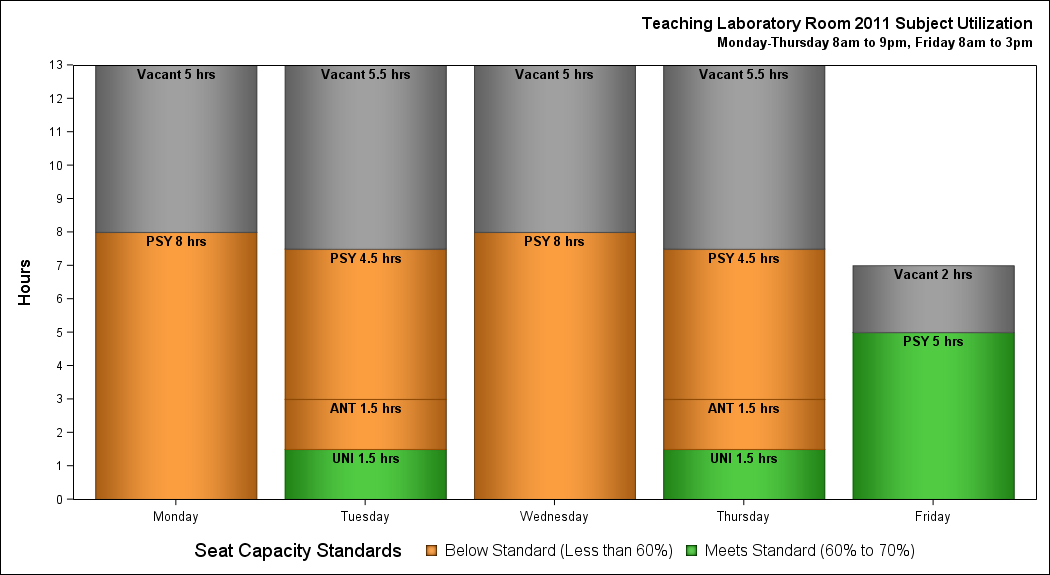 Teaching Laboratory Room 2011 Subject Utilization
Monday-Thursday 8am to 9pm, Friday 8am to 3pm
Hours
13
12
11
10
9
8
7
6
5
4
3
2
1
0
Vacant 5 hrs
PSY 8 hrs
Vacant 5.5 hrs
PSY 4.5 hrs
ANT 1.5 hrs
UNI 1.5 hrs
Vacant 5 hrs
PSY 8 hrs
Vacant 5.5 hrs
PSY 4.5 hrs
ANT 1.5 hrs
UNI 1.5 hrs
Vacant 2 hrs
PSY 5 hrs
Monday Tuesday Wednesday Thursday Friday
Seat Capacity Standards Below Standard (Less than 60%) Meets Standard (60% to 70%)